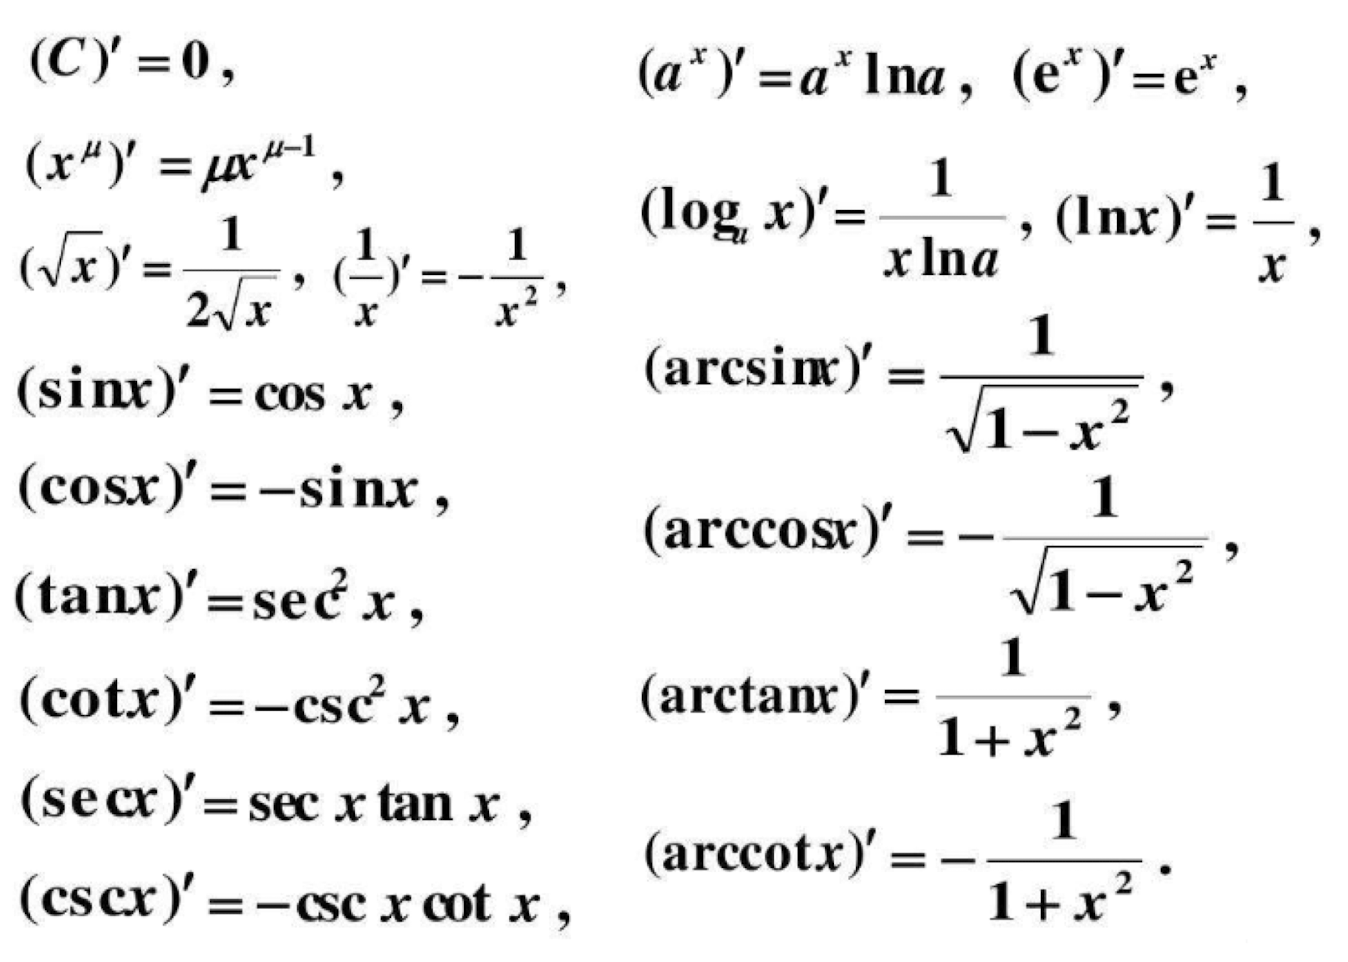 (C)′ = 0 ,
(x^μ)′ = μx^{μ−1} ,
(√x)′ = 1/(2√x) , (1/x)′ = −1/x² ,
(sinx)′ = cos x ,
(cosx)′ = −sinx ,
(tanx)′ = sec² x ,
(cotx)′ = −csc² x ,
(secx)′ = sec x tan x ,
(cscx)′ = −csc x cot x ,
(a^x)′ = a^x lna , (e^x)′ = e^x ,
(log_a x)′ = 1/(x lna) , (lnx)′ = 1/x ,
(arcsinx)′ = 1/√(1−x²) ,
(arccosx)′ = −1/√(1−x²) ,
(arctanx)′ = 1/(1+x²) ,
(arccotx)′ = −1/(1+x²) .